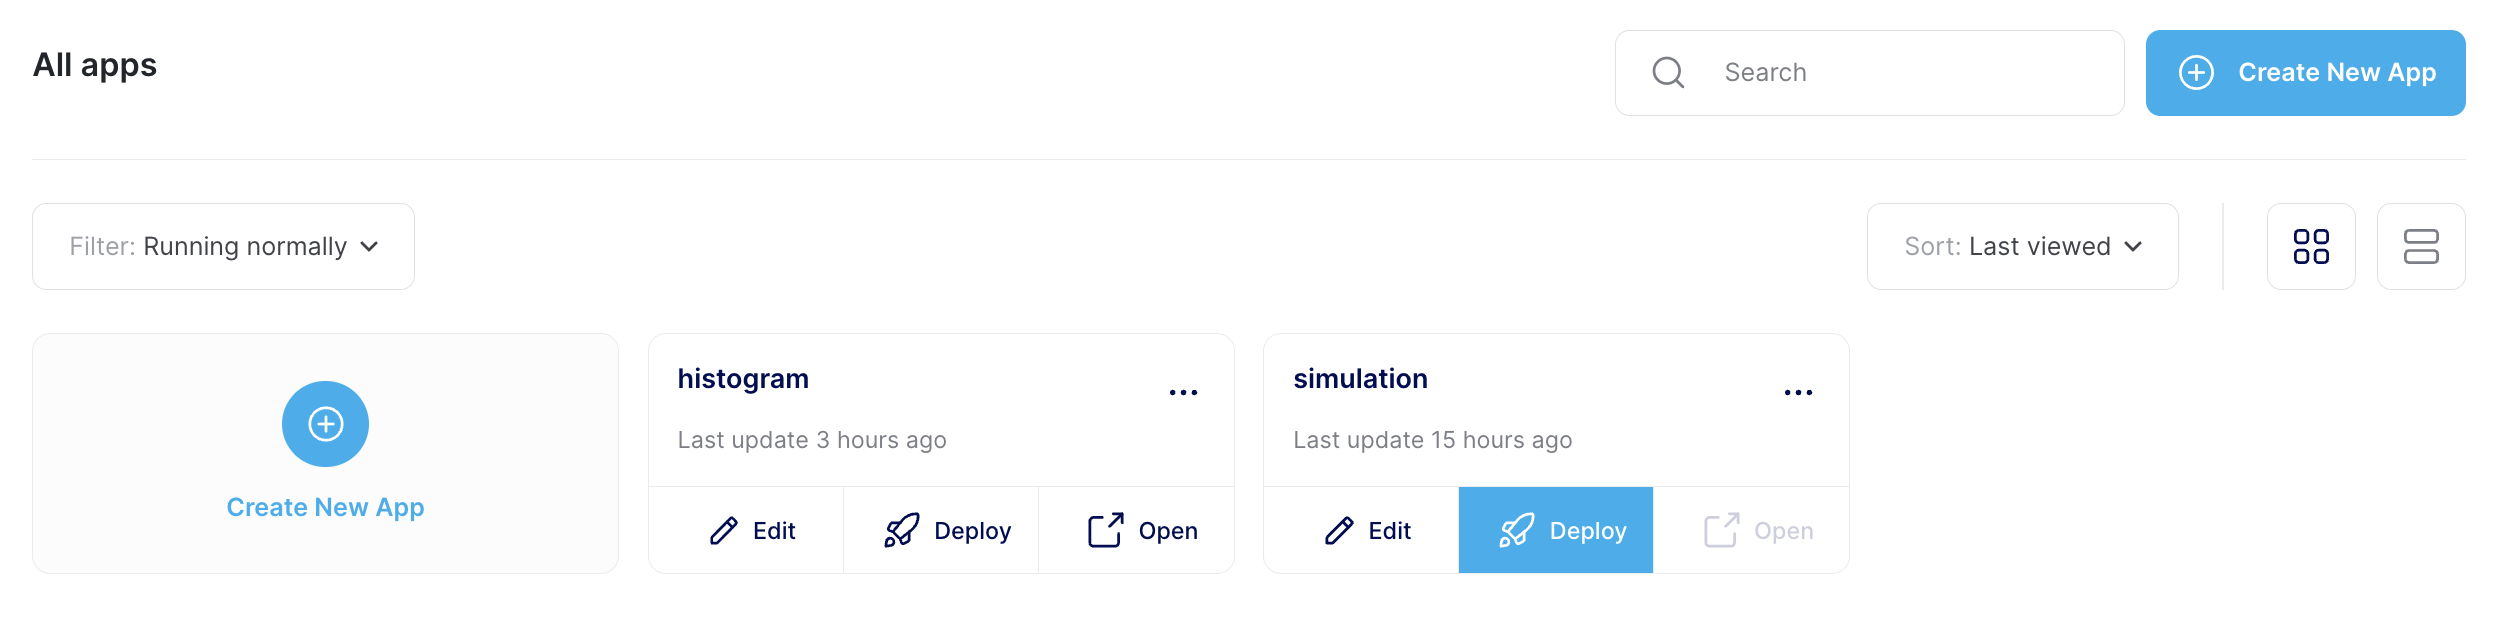 All apps
Search
Create New App
Filter: Running normally
Sort: Last viewed
Create New App
histogram
Last update 3 hours ago
Edit
Deploy
Open
simulation
Last update 15 hours ago
Edit
Deploy
Open